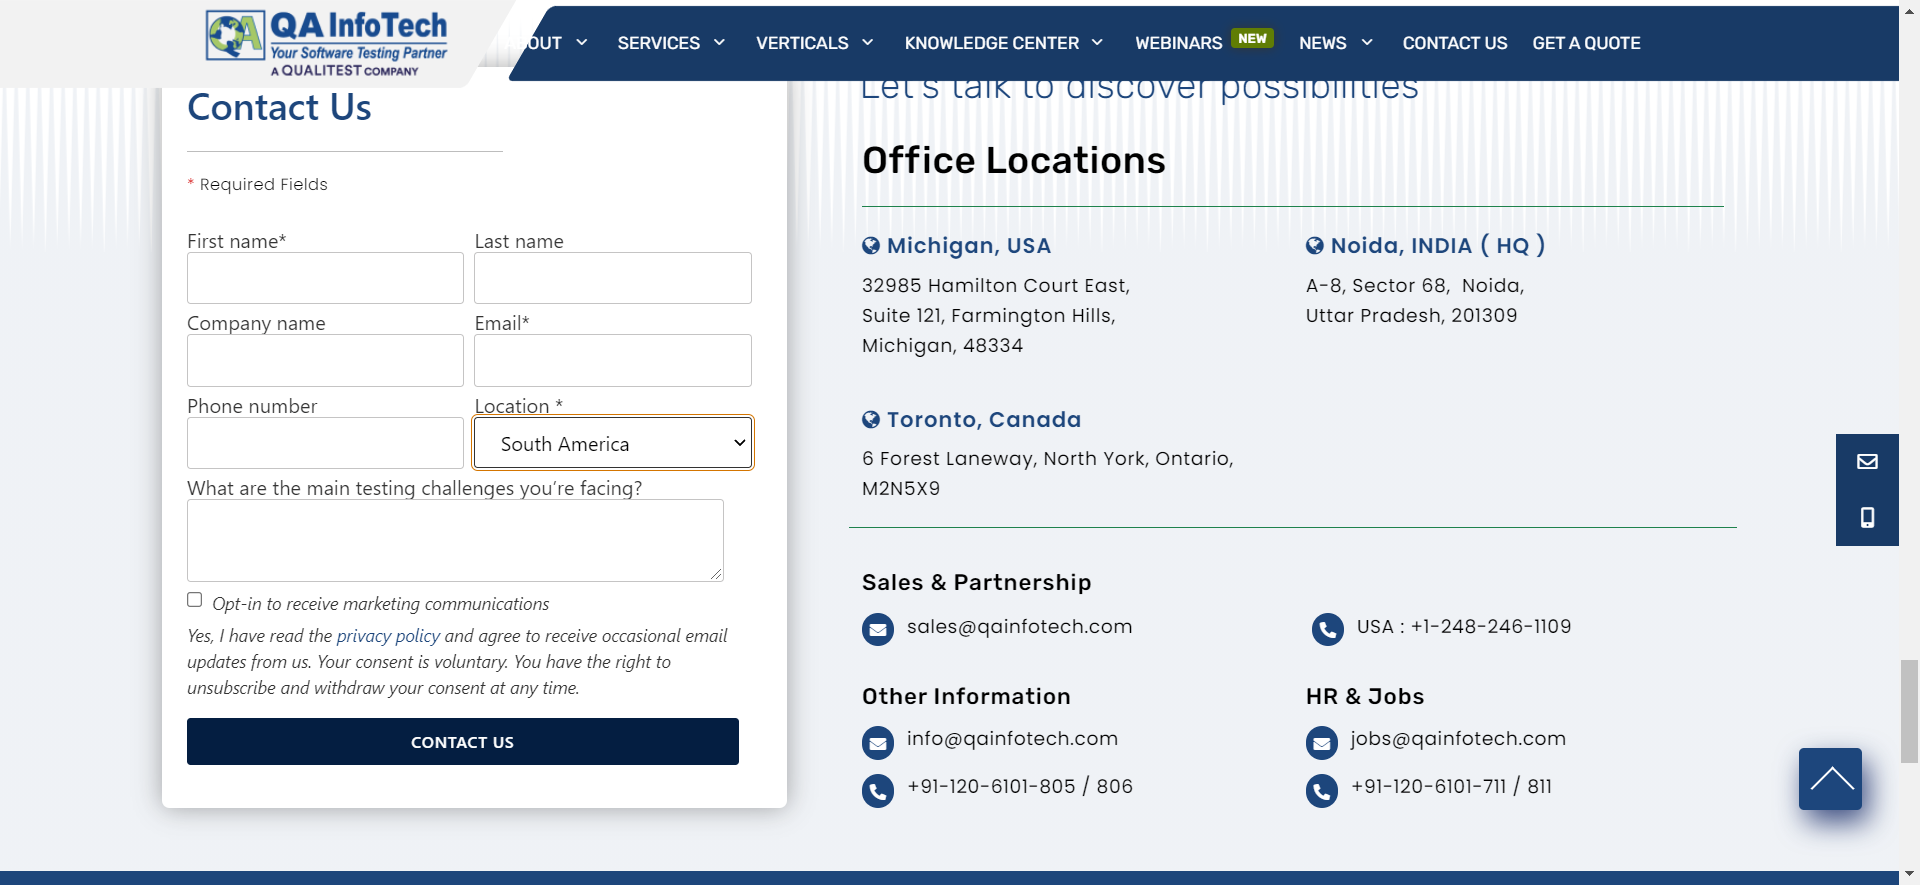 QA InfoTech
Your Software Testing Partner
A QUALITEST COMPANY
OUT
SERVICES
VERTICALS
KNOWLEDGE CENTER
WEBINARS NEW
NEWS
CONTACT US
GET A QUOTE
Contact Us
* Required Fields
First name*
Last name
Company name
Email*
Phone number
Location *
South America
What are the main testing challenges you’re facing?
Opt-in to receive marketing communications
Yes, I have read the privacy policy and agree to receive occasional email
updates from us. Your consent is voluntary. You have the right to
unsubscribe and withdraw your consent at any time.
CONTACT US
Let's talk to discover possibilities
Office Locations
Michigan, USA
32985 Hamilton Court East,
Suite 121, Farmington Hills,
Michigan, 48334
Noida, INDIA ( HQ )
A-8, Sector 68, Noida,
Uttar Pradesh, 201309
Toronto, Canada
6 Forest Laneway, North York, Ontario,
M2N5X9
Sales & Partnership
sales@qainfotech.com
USA : +1-248-246-1109
Other Information
info@qainfotech.com
+91-120-6101-805 / 806
HR & Jobs
jobs@qainfotech.com
+91-120-6101-711 / 811